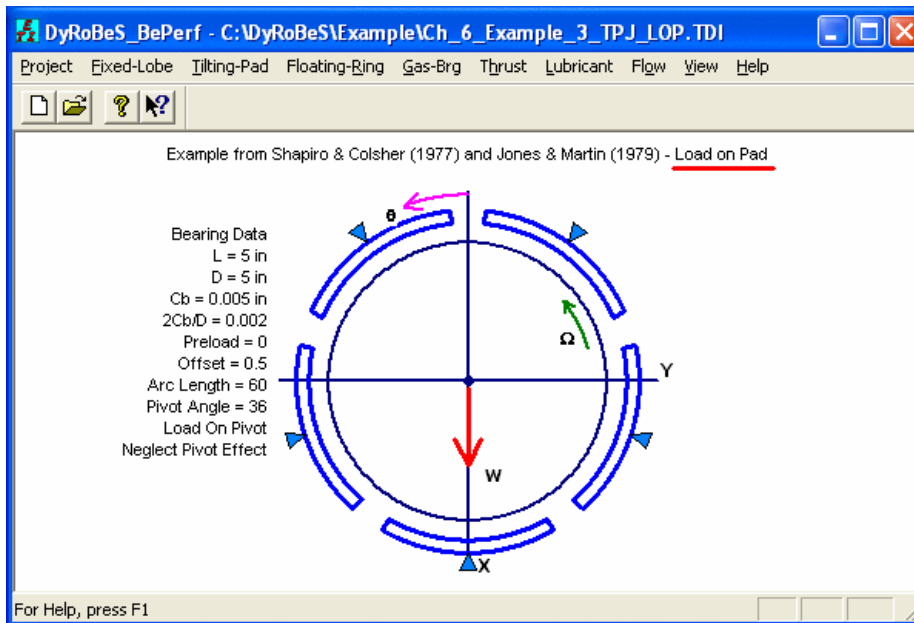 DyRoBeS_BePerf - C:\DyRoBeS\Example\Ch_6_Example_3_TPJ_LOP.TDI
Project Fixed-Lobe Tilting-Pad Floating-Ring Gas-Brg Thrust Lubricant Flow View Help
Example from Shapiro & Colsher (1977) and Jones & Martin (1979) - Load on Pad
θ
Bearing Data
L = 5 in
D = 5 in
Cb = 0.005 in
2Cb/D = 0.002
Preload = 0
Offset = 0.5
Arc Length = 60
Pivot Angle = 36
Load On Pivot
Neglect Pivot Effect
Ω
Y
W
X
For Help, press F1